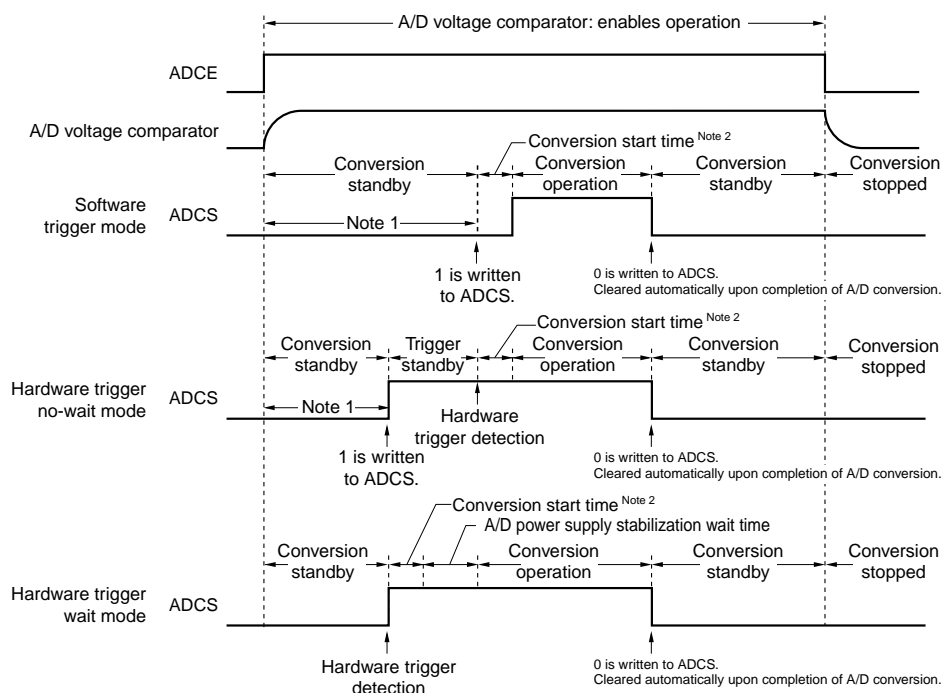 A/D voltage comparator: enables operation
ADCE
A/D voltage comparator
Conversion start time Note 2
Conversion standby
Conversion operation
Conversion standby
Conversion stopped
Software trigger mode
ADCS
Note 1
1 is written to ADCS.
0 is written to ADCS.
Cleared automatically upon completion of A/D conversion.
Conversion start time Note 2
Conversion standby
Trigger standby
Conversion operation
Conversion standby
Conversion stopped
Hardware trigger no-wait mode
ADCS
Note 1
Hardware trigger detection
1 is written to ADCS.
0 is written to ADCS.
Cleared automatically upon completion of A/D conversion.
Conversion start time Note 2
A/D power supply stabilization wait time
Conversion standby
Conversion operation
Conversion standby
Conversion stopped
Hardware trigger wait mode
ADCS
Hardware trigger detection
0 is written to ADCS.
Cleared automatically upon completion of A/D conversion.